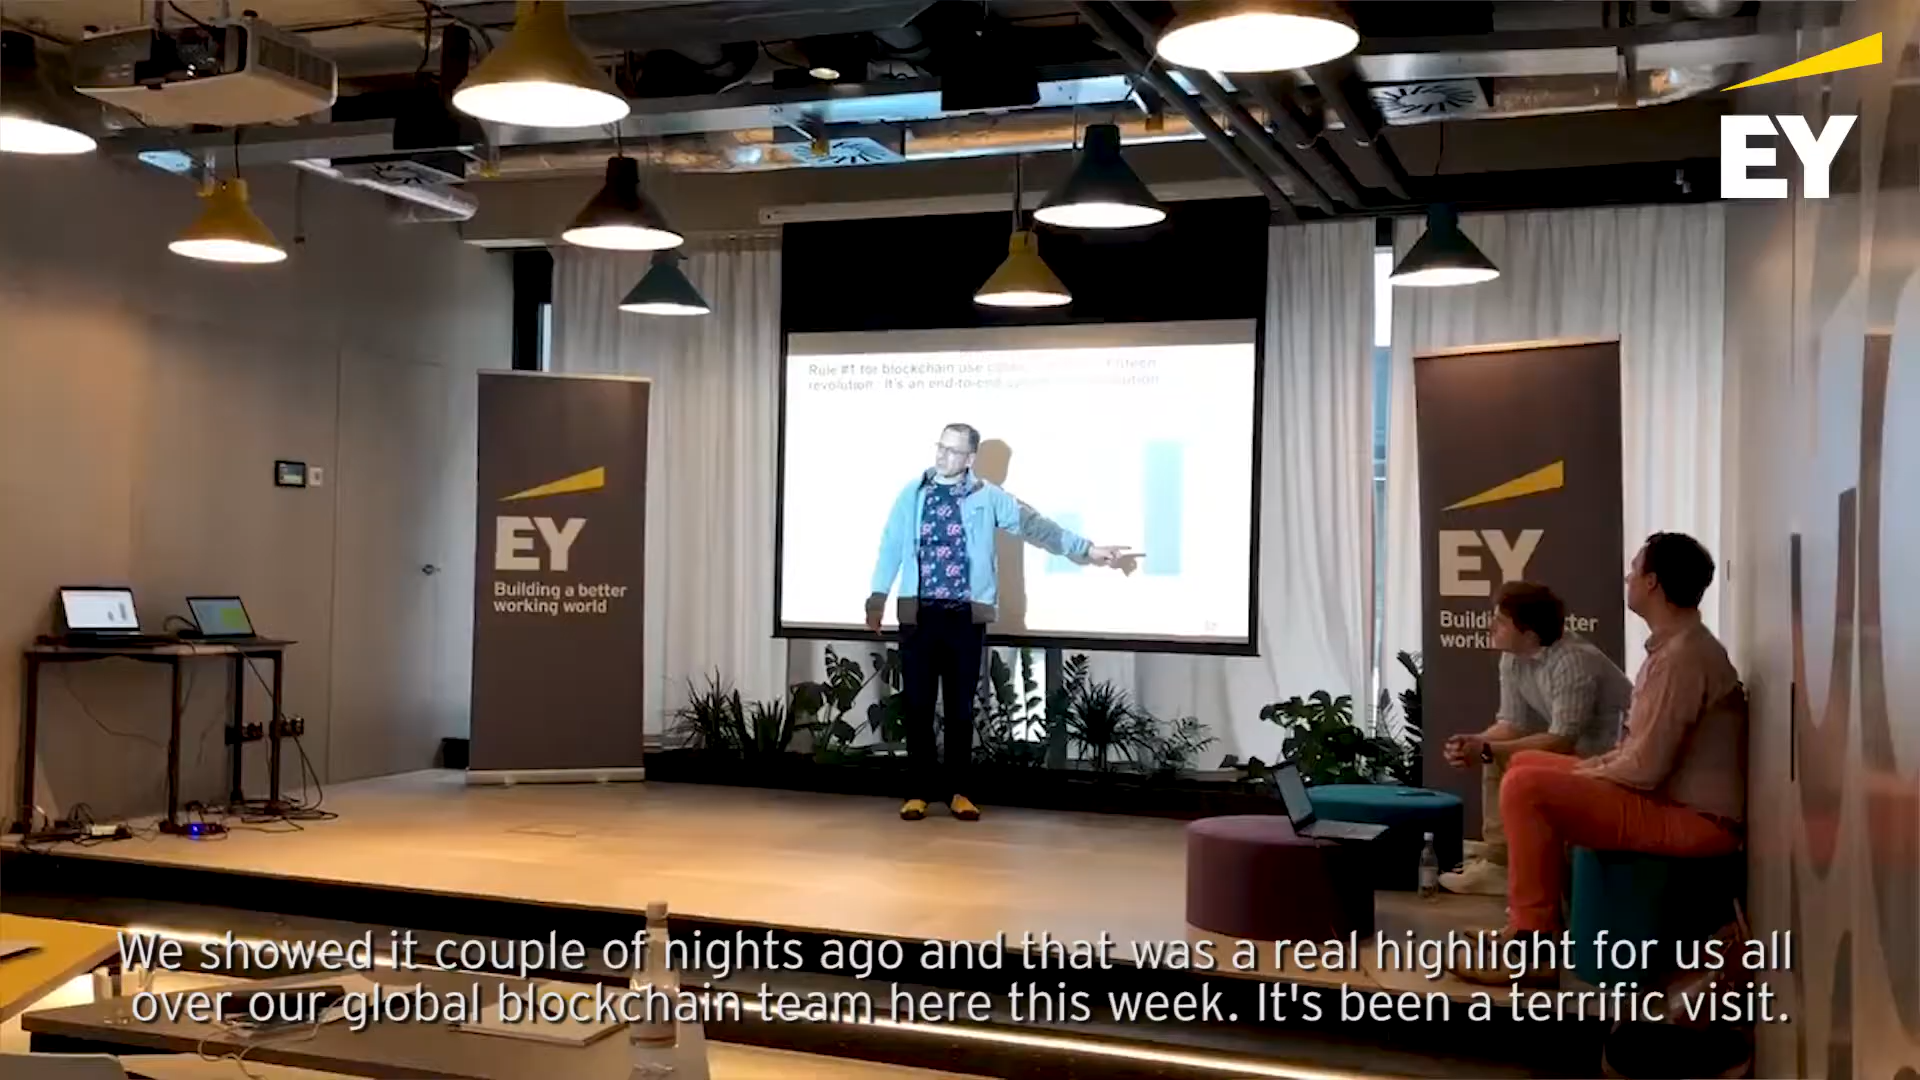 EY
Rule #1 for blockchain use
revolution - It's an end-to-end
EY
Building a better
working world
EY
We showed it couple of nights ago and that was a real highlight for us all
over our global blockchain team here this week. It's been a terrific visit.